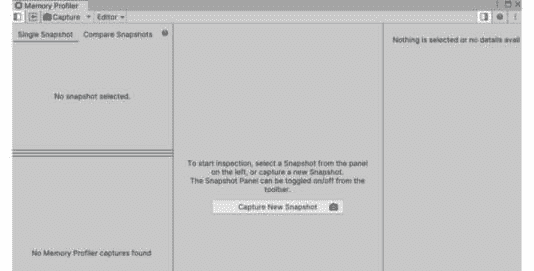 Memory Profiler
Capture
Editor
Single Snapshot
Compare Snapshots
No snapshot selected.
No Memory Profiler captures found
To start inspection, select a Snapshot from the panel
on the left, or capture a new Snapshot.
The Snapshot Panel can be toggled on/off from the
toolbar.
Capture New Snapshot
Nothing is selected or no details avail